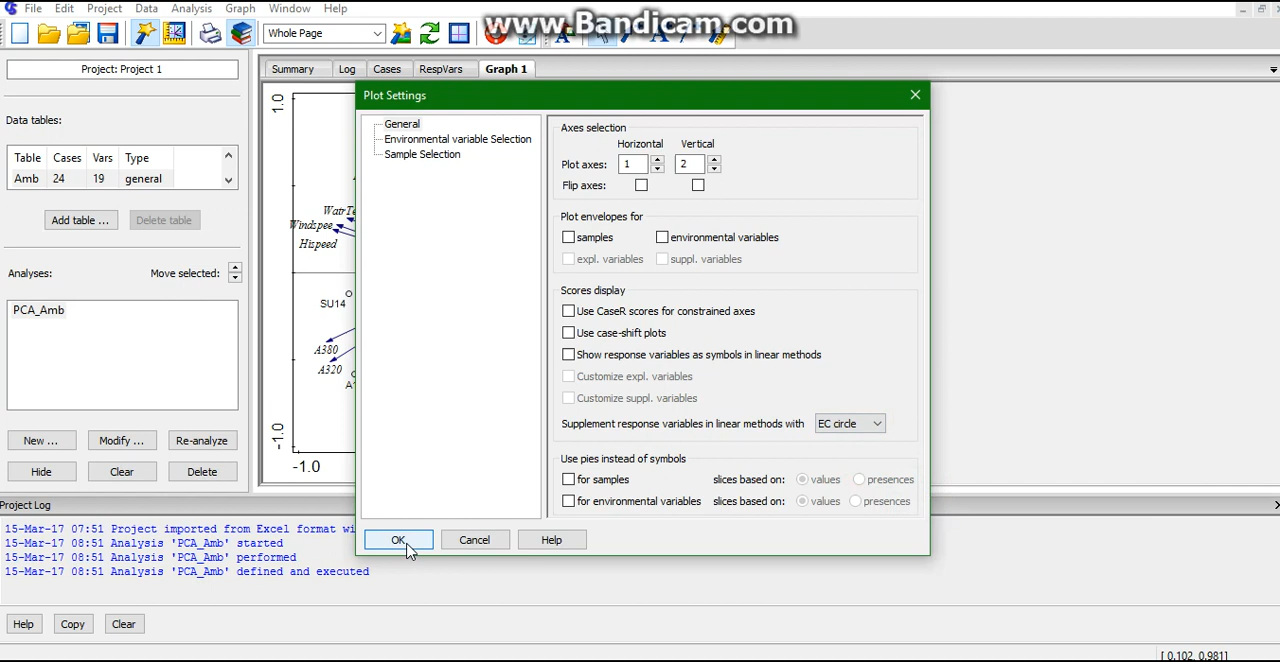 File Edit Project Data Analysis Graph Window Help
www.Bandicam.com
Whole Page
Project: Project 1
Summary Log Cases RespVars Graph 1
Data tables:
Table Cases Vars Type
Amb 24 19 general
Add table ... Delete table
Analyses: Move selected:
PCA_Amb
New ... Modify ... Re-analyze
Hide Clear Delete
1.0
WatrTe
Windspee
Hispeed
SU14
A380
A320
-1.0
-1.0
Plot Settings
General
Environmental variable Selection
Sample Selection
Axes selection
Horizontal Vertical
Plot axes: 1 2
Flip axes:
Plot envelopes for
samples environmental variables
expl. variables suppl. variables
Scores display
Use CaseR scores for constrained axes
Use case-shift plots
Show response variables as symbols in linear methods
Customize expl. variables
Customize suppl. variables
Supplement response variables in linear methods with EC circle
Use pies instead of symbols
for samples slices based on: values presences
for environmental variables slices based on: values presences
OK Cancel Help
Project Log
15-Mar-17 07:51 Project imported from Excel format wi
15-Mar-17 08:51 Analysis 'PCA_Amb' started
15-Mar-17 08:51 Analysis 'PCA_Amb' performed
15-Mar-17 08:51 Analysis 'PCA_Amb' defined and executed
Help Copy Clear
[ 0.102, 0.981]